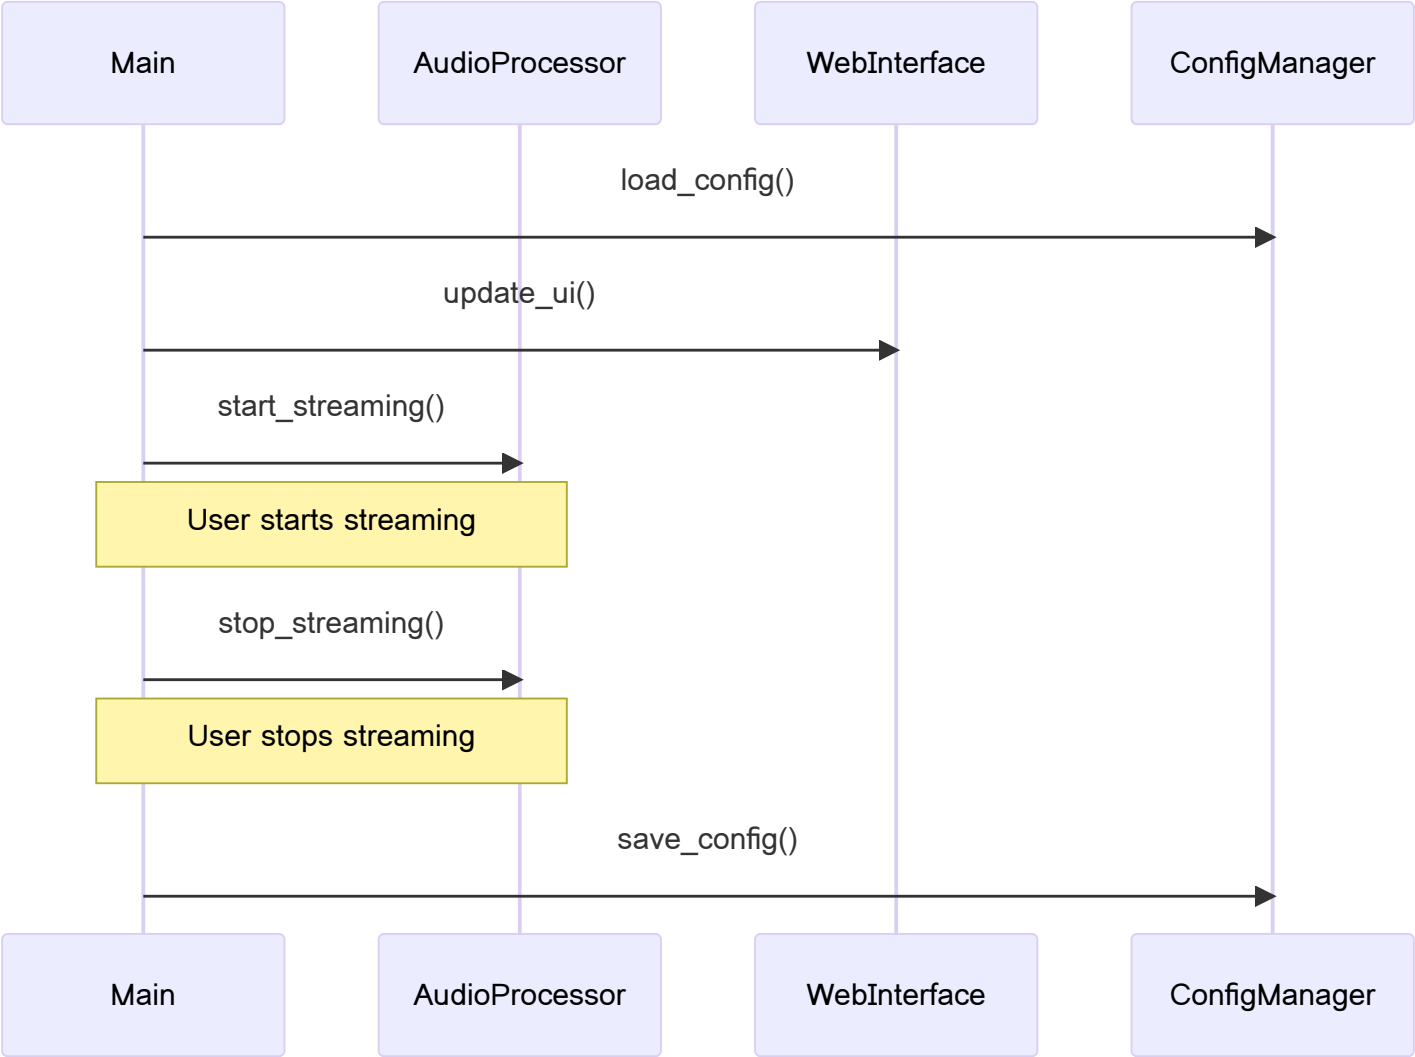 Main
AudioProcessor
WebInterface
ConfigManager
load_config()
update_ui()
start_streaming()
User starts streaming
stop_streaming()
User stops streaming
save_config()
Main
AudioProcessor
WebInterface
ConfigManager